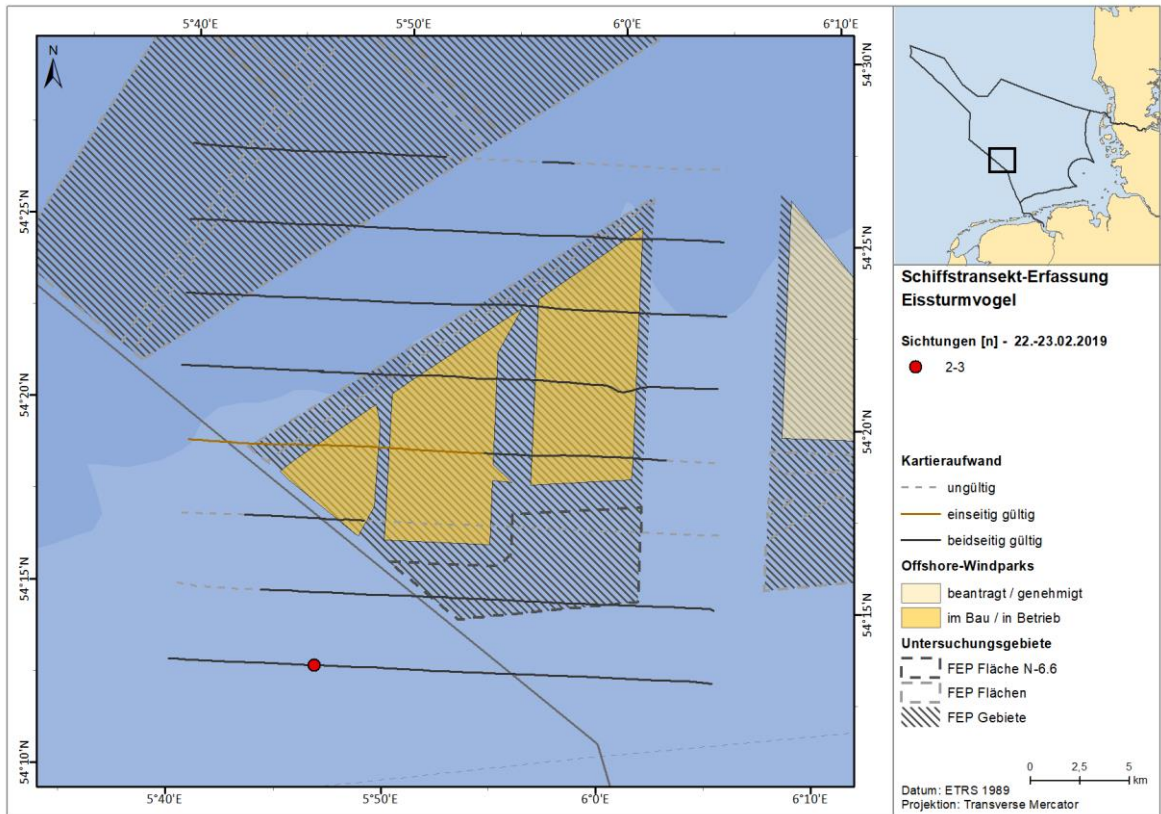 5°40'E 5°50'E 6°0'E 6°10'E
N
54°30'N
54°25'N
54°25'N
54°20'N
54°20'N
54°15'N
54°15'N
54°10'N
5°40'E 5°50'E 6°0'E 6°10'E
Schiffstransekt-Erfassung
Eissturmvogel
Sichtungen [n] - 22.-23.02.2019
2-3
Kartieraufwand
ungültig
einseitig gültig
beidseitig gültig
Offshore-Windparks
beantragt / genehmigt
im Bau / in Betrieb
Untersuchungsgebiete
FEP Fläche N-6.6
FEP Flächen
FEP Gebiete
0 2,5 5
km
Datum: ETRS 1989
Projektion: Transverse Mercator